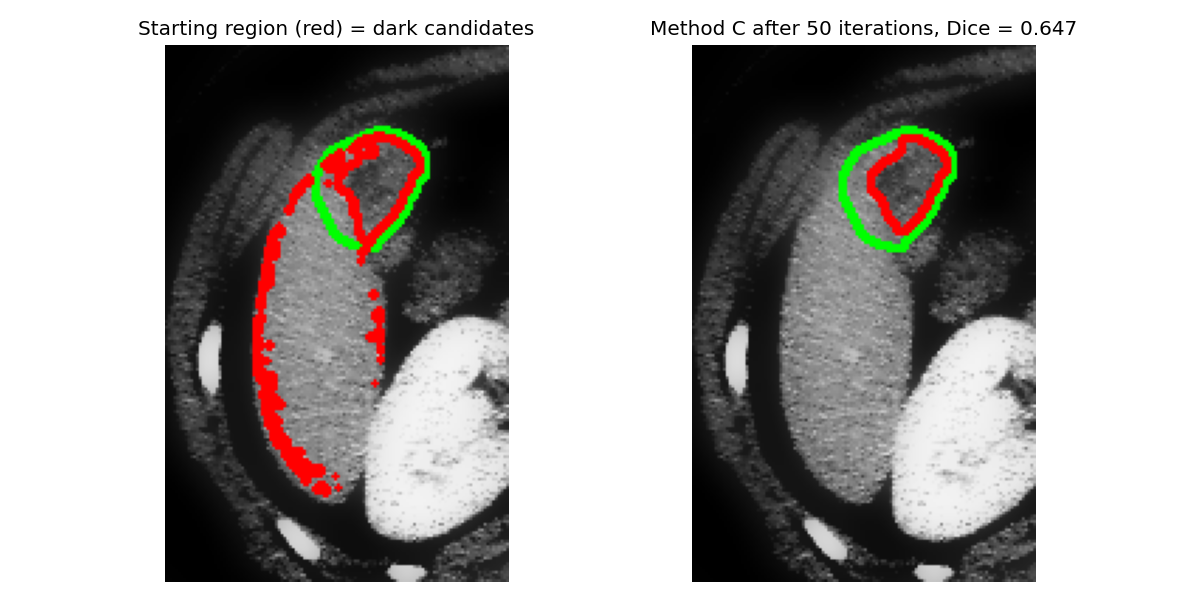 Starting region (red) = dark candidates
Method C after 50 iterations, Dice = 0.647